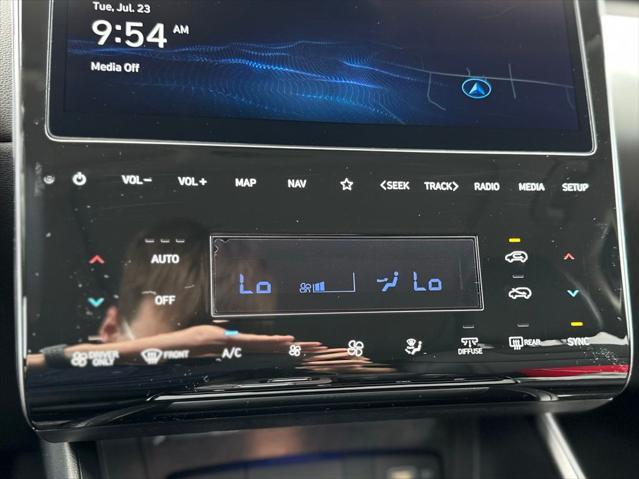 Tue, Jul. 23
9:54 AM
Media Off
VOL− VOL+ MAP NAV <SEEK TRACK> RADIO MEDIA SETUP
AUTO
OFF
Lo Lo
DRIVER ONLY FRONT A/C DIFFUSE REAR SYNC